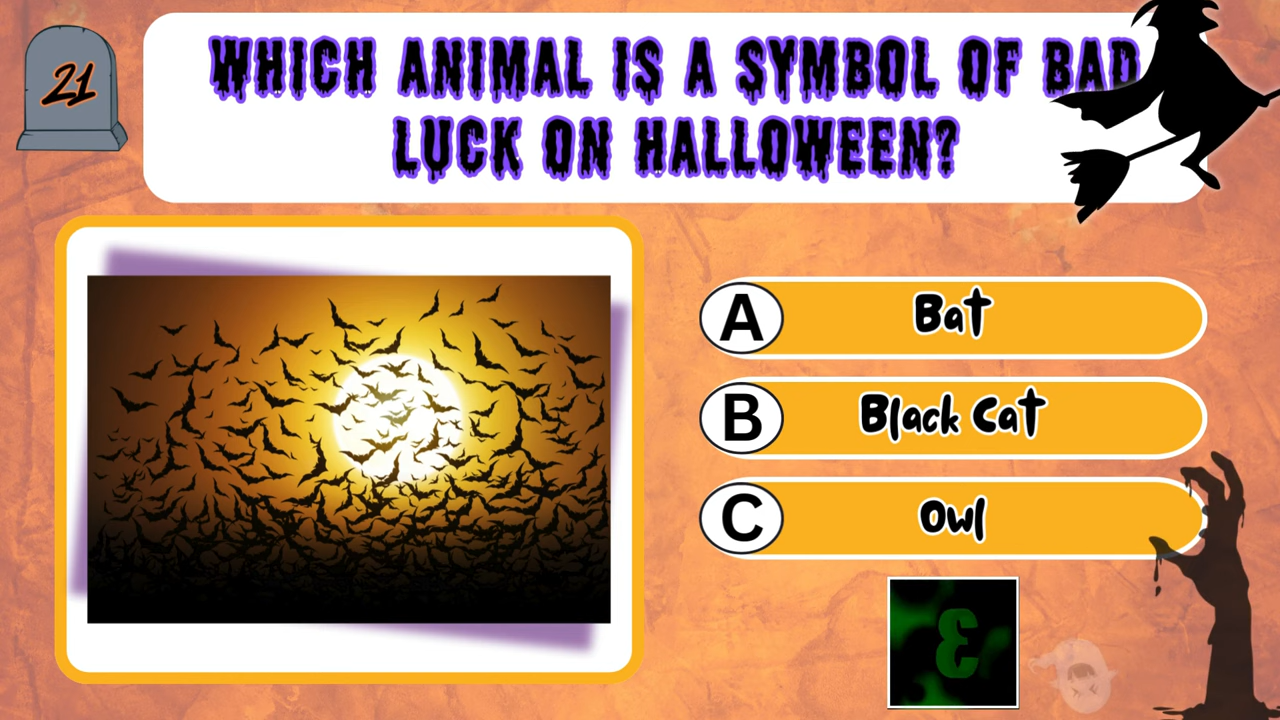 21
WHICH ANIMAL IS A SYMBOL OF BAD
LUCK ON HALLOWEEN?
A Bat
B Black Cat
C Owl
3